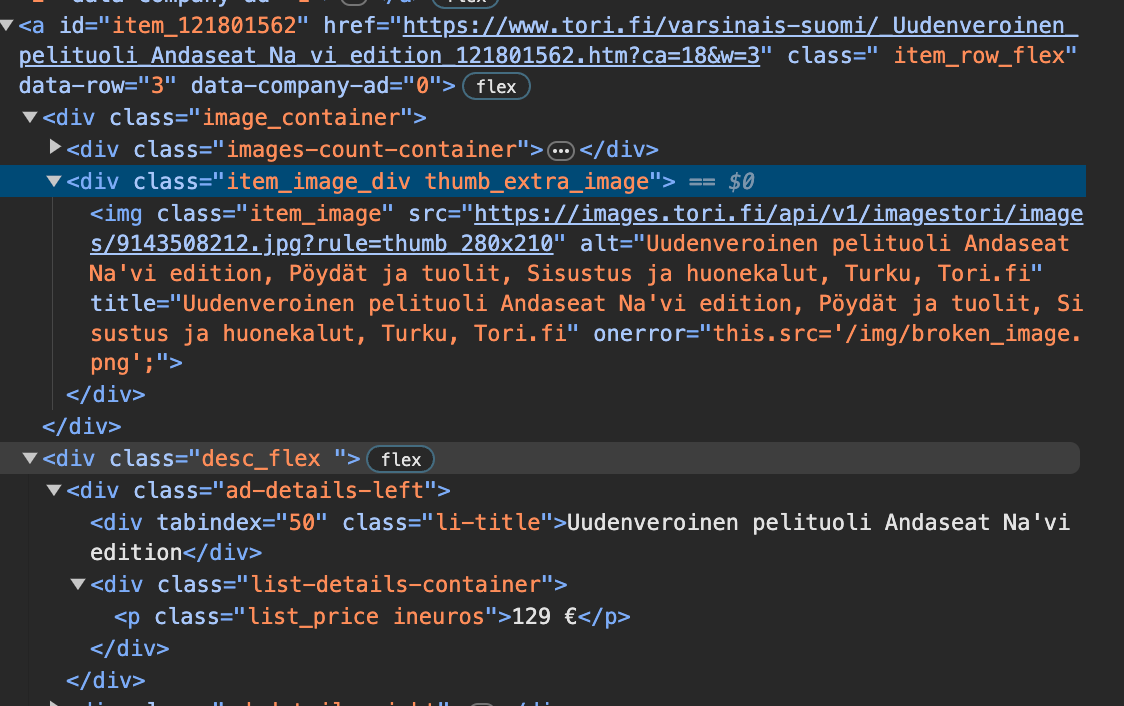 <a id="item_121801562" href="https://www.tori.fi/varsinais-suomi/_Uudenveroinen_
pelituoli_Andaseat_Na_vi_edition_121801562.htm?ca=18&w=3" class=" item_row_flex"
data-row="3" data-company-ad="0"> flex
<div class="image_container">
<div class="images-count-container"> ••• </div>
<div class="item_image_div thumb_extra_image"> == $0
<img class="item_image" src="https://images.tori.fi/api/v1/imagestori/image
s/9143508212.jpg?rule=thumb_280x210" alt="Uudenveroinen pelituoli Andaseat
Na'vi edition, Pöydät ja tuolit, Sisustus ja huonekalut, Turku, Tori.fi"
title="Uudenveroinen pelituoli Andaseat Na'vi edition, Pöydät ja tuolit, Si
sustus ja huonekalut, Turku, Tori.fi" onerror="this.src='/img/broken_image.
png';">
</div>
</div>
<div class="desc_flex "> flex
<div class="ad-details-left">
<div tabindex="50" class="li-title">Uudenveroinen pelituoli Andaseat Na'vi
edition</div>
<div class="list-details-container">
<p class="list_price ineuros">129 €</p>
</div>
</div>